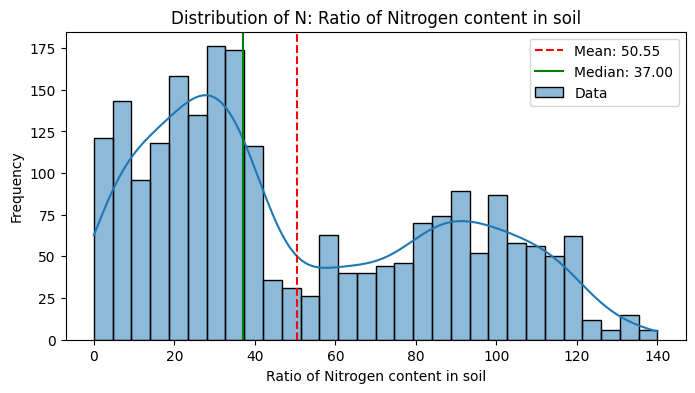 Distribution of N: Ratio of Nitrogen content in soil
Mean: 50.55
Median: 37.00
Data
Frequency
175
150
125
100
75
50
25
0
0 20 40 60 80 100 120 140
Ratio of Nitrogen content in soil